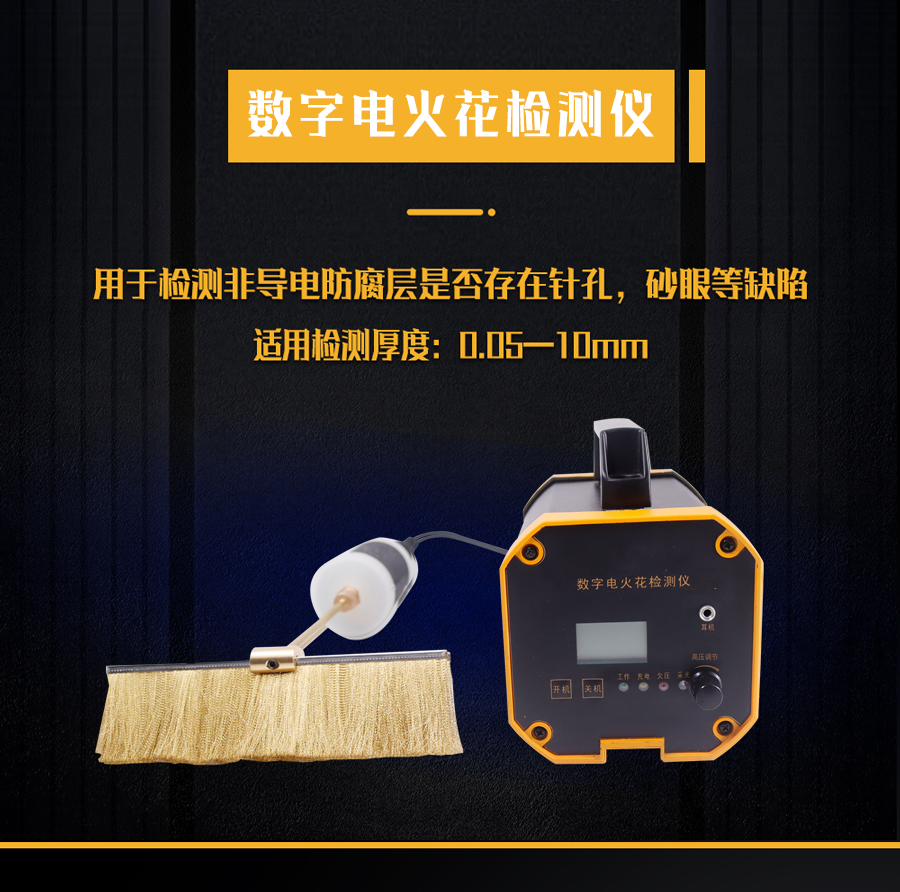 数字电火花检测仪
用于检测非导电防腐层是否存在针孔，砂眼等缺陷
适用检测厚度：0.05—10mm
数字电火花检测仪
耳机
高压调节
工作 充电 欠压
开机 关机